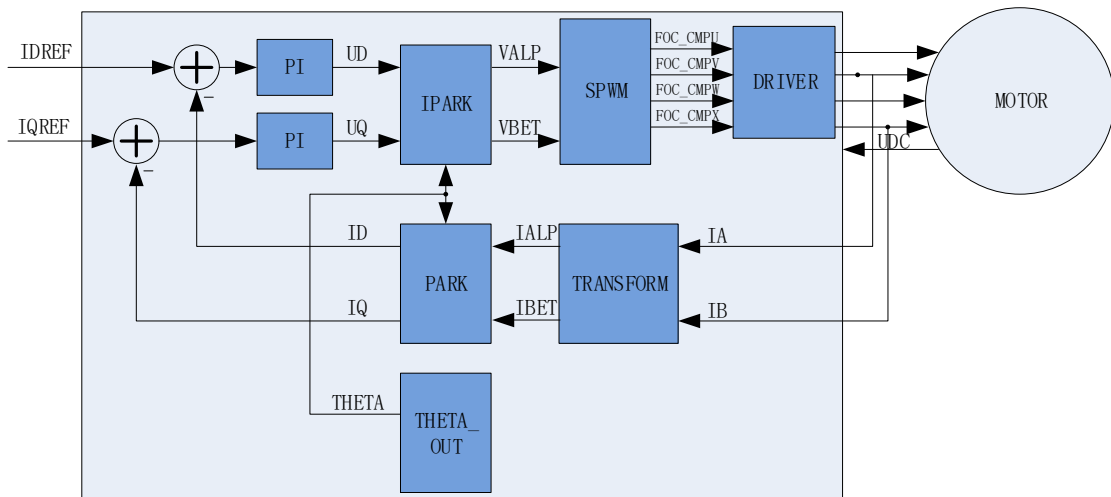 IDREF
PI
UD
IPARK
VALP
SPWM
FOC_CMPU
FOC_CMPV
FOC_CMPW
FOC_CMPX
DRIVER
MOTOR
IQREF
PI
UQ
VBET
UDC
ID
PARK
IALP
TRANSFORM
IA
IQ
IBET
IB
THETA
THETA_
OUT